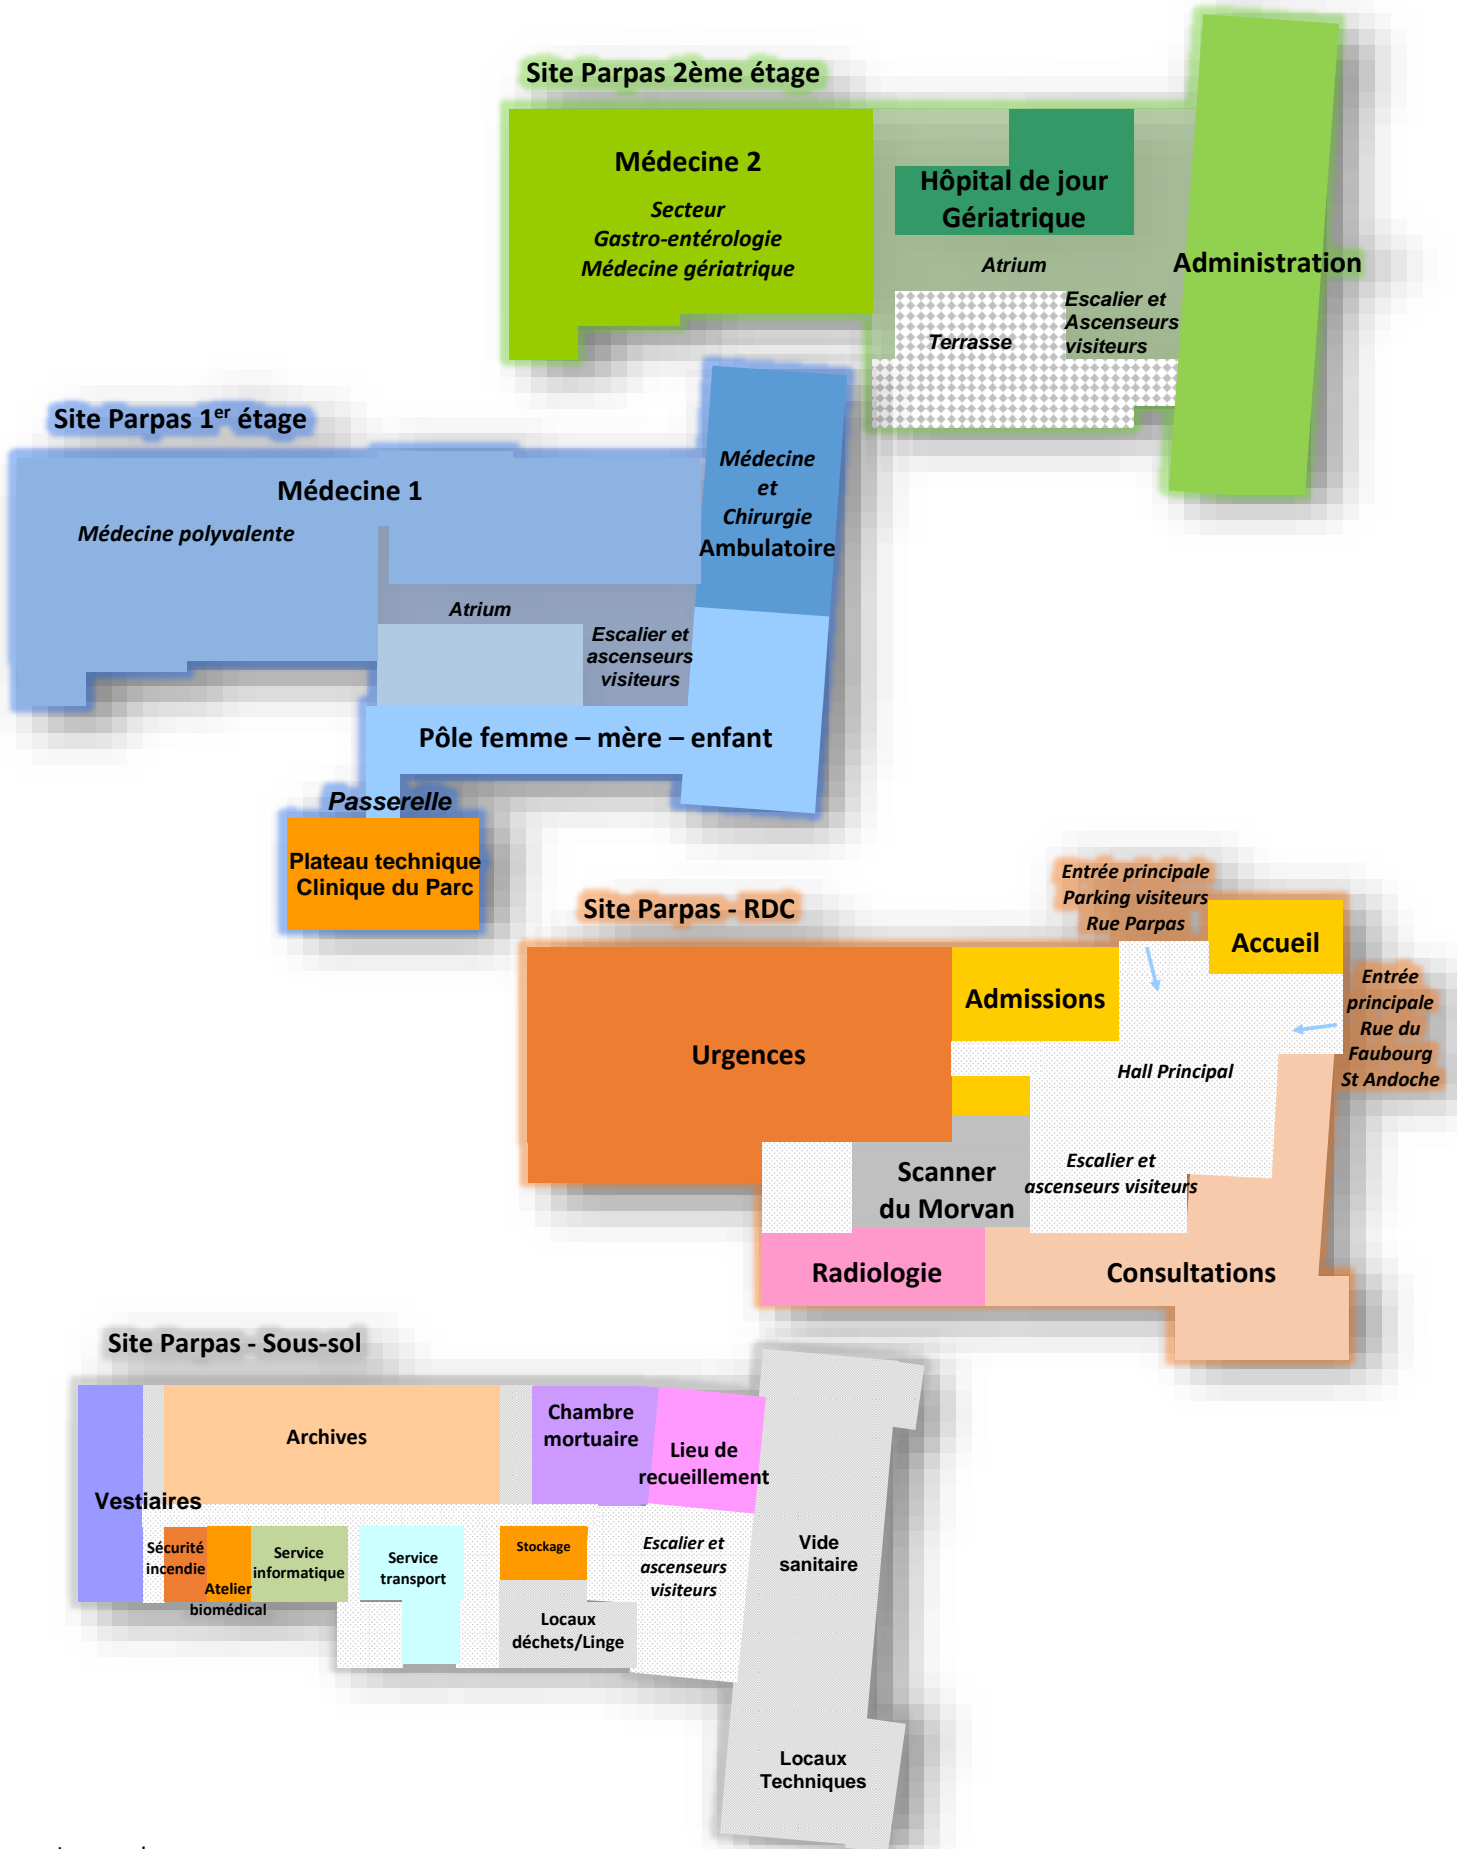 Site Parpas 2ème étage
Médecine 2
Secteur
Gastro-entérologie
Médecine gériatrique
Hôpital de jour
Gériatrique
Atrium
Administration
Escalier et
Ascenseurs
visiteurs
Terrasse
Site Parpas 1er étage
Médecine 1
Médecine polyvalente
Médecine
et
Chirurgie
Ambulatoire
Atrium
Escalier et
ascenseurs
visiteurs
Pôle femme – mère – enfant
Passerelle
Plateau technique
Clinique du Parc
Site Parpas - RDC
Entrée principale
Parking visiteurs
Rue Parpas
Accueil
Admissions
Entrée
principale
Rue du
Faubourg
St Andoche
Urgences
Hall Principal
Scanner
du Morvan
Escalier et
ascenseurs visiteurs
Radiologie
Consultations
Site Parpas - Sous-sol
Archives
Chambre
mortuaire
Lieu de
recueillement
Vestiaires
Sécurité
incendie
Atelier
biomédical
Service
informatique
Service
transport
Stockage
Escalier et
ascenseurs
visiteurs
Vide
sanitaire
Locaux
déchets/Linge
Locaux
Techniques